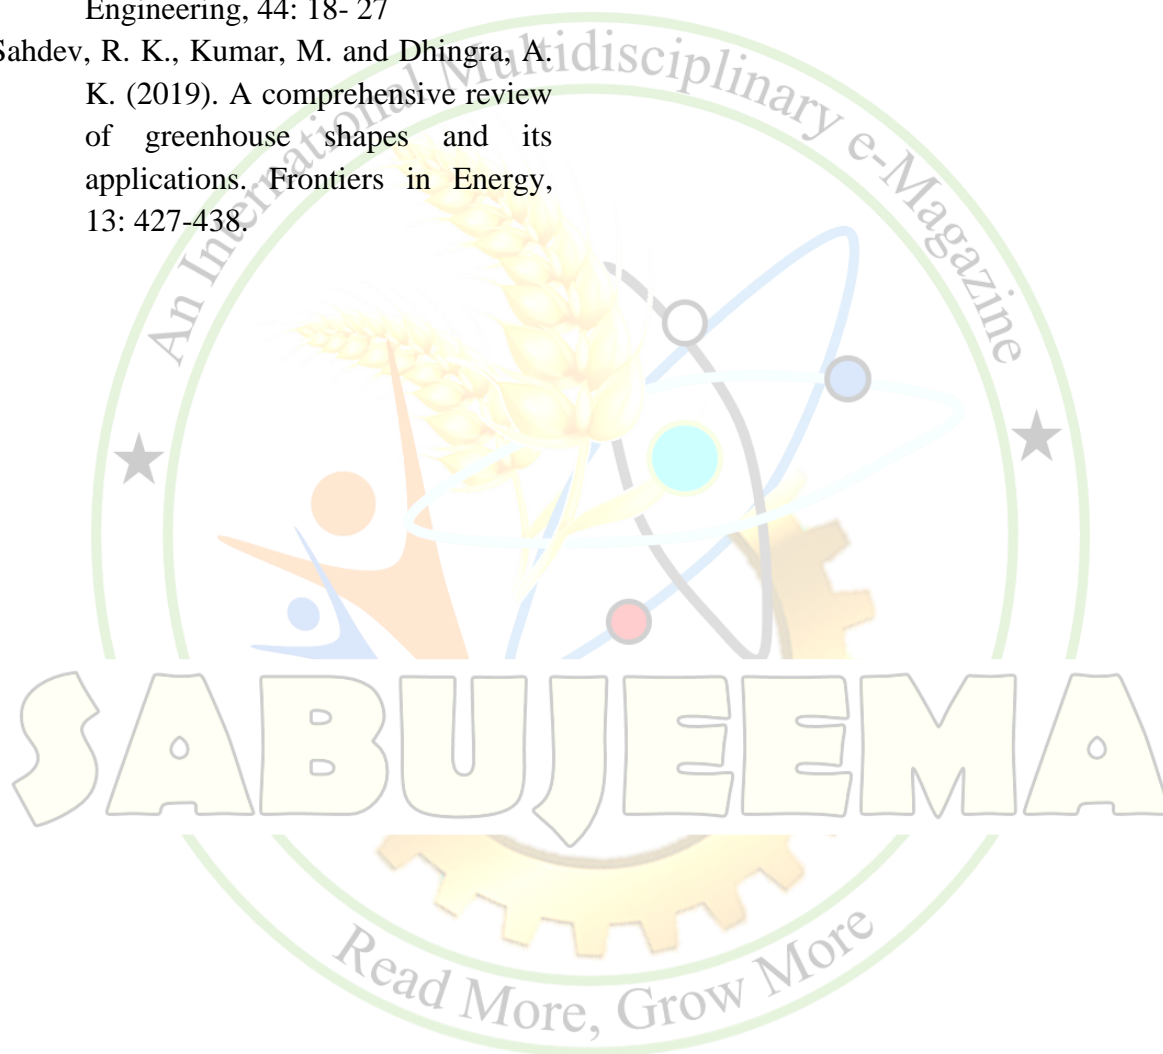 Engineering, 44: 18- 27
Sahdev, R. K., Kumar, M. and Dhingra, A.
K. (2019). A comprehensive review
of greenhouse shapes and its
applications. Frontiers in Energy,
13: 427-438.
An International Multidisciplinary e-Magazine
SABUJEEMA
Read More, Grow More